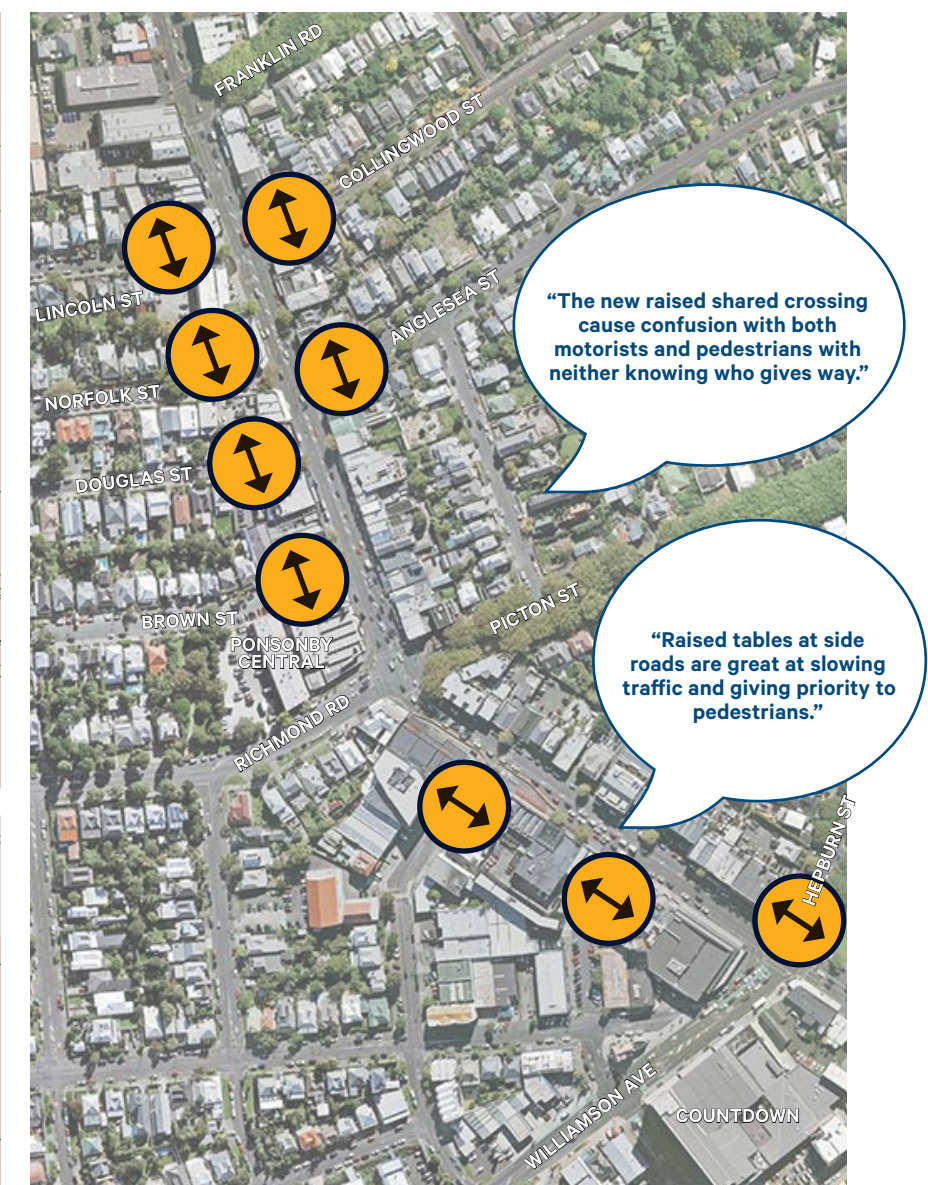 FRANKLIN RD
COLLINGWOOD ST
LINCOLN ST
ANGLESEA ST
“The new raised shared crossing
cause confusion with both
motorists and pedestrians with
neither knowing who gives way.”
NORFOLK ST
DOUGLAS ST
BROWN ST
PICTON ST
PONSONBY
CENTRAL
“Raised tables at side
roads are great at slowing
traffic and giving priority to
pedestrians.”
RICHMOND RD
HEPBURN ST
WILLIAMSON AVE
COUNTDOWN